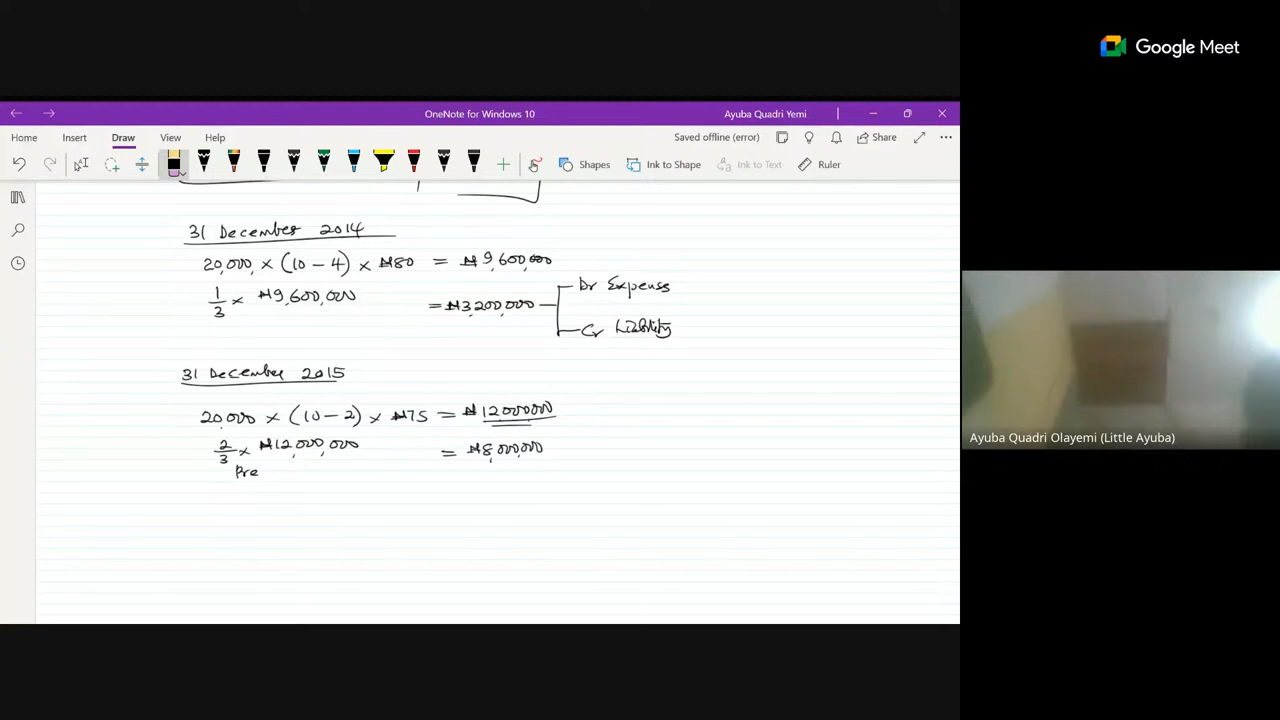 Google Meet
OneNote for Windows 10
Ayuba Quadri Yemi
Home Insert Draw View Help
Saved offline (error)
Share
Shapes
Ink to Shape
Ink to Text
Ruler
31 December 2014
20,000 × (10 – 4) × ₦80 = ₦9,600,000
1/3 × ₦9,600,000 = ₦3,200,000
Dr Expenses
Cr Liability
31 December 2015
20,000 × (10 – 2) × ₦75 = ₦12,000,000
2/3 × ₦12,000,000 = ₦8,000,000
Pre
Ayuba Quadri Olayemi (Little Ayuba)